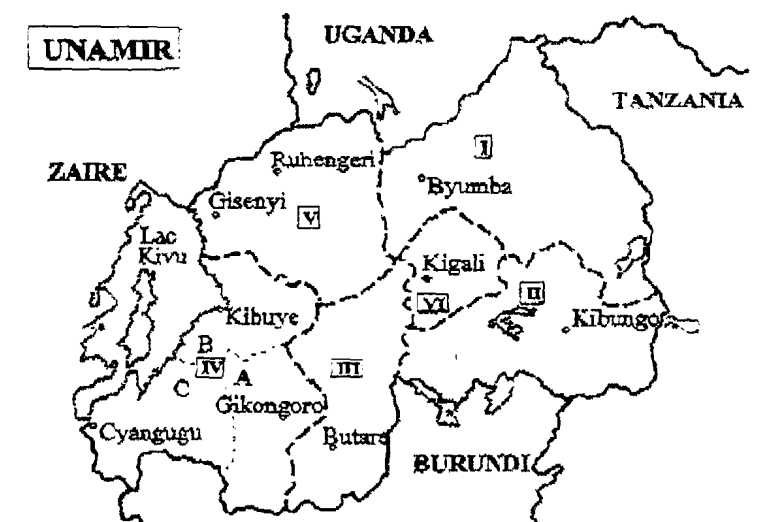 UNAMIR
UGANDA
TANZANIA
ZAIRE
Ruhengeri
I
Byumba
Gisenyi
V
Lac
Kivu
Kigali
VI
II
Kibuye
Kibungo
B
IV
A
III
C
Gikongoro
Cyangugu
Butare
BURUNDI